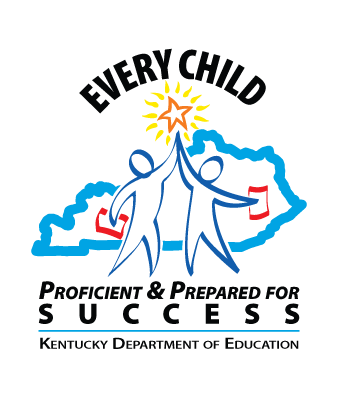 EVERY CHILD
PROFICIENT & PREPARED FOR
SUCCESS
KENTUCKY DEPARTMENT OF EDUCATION